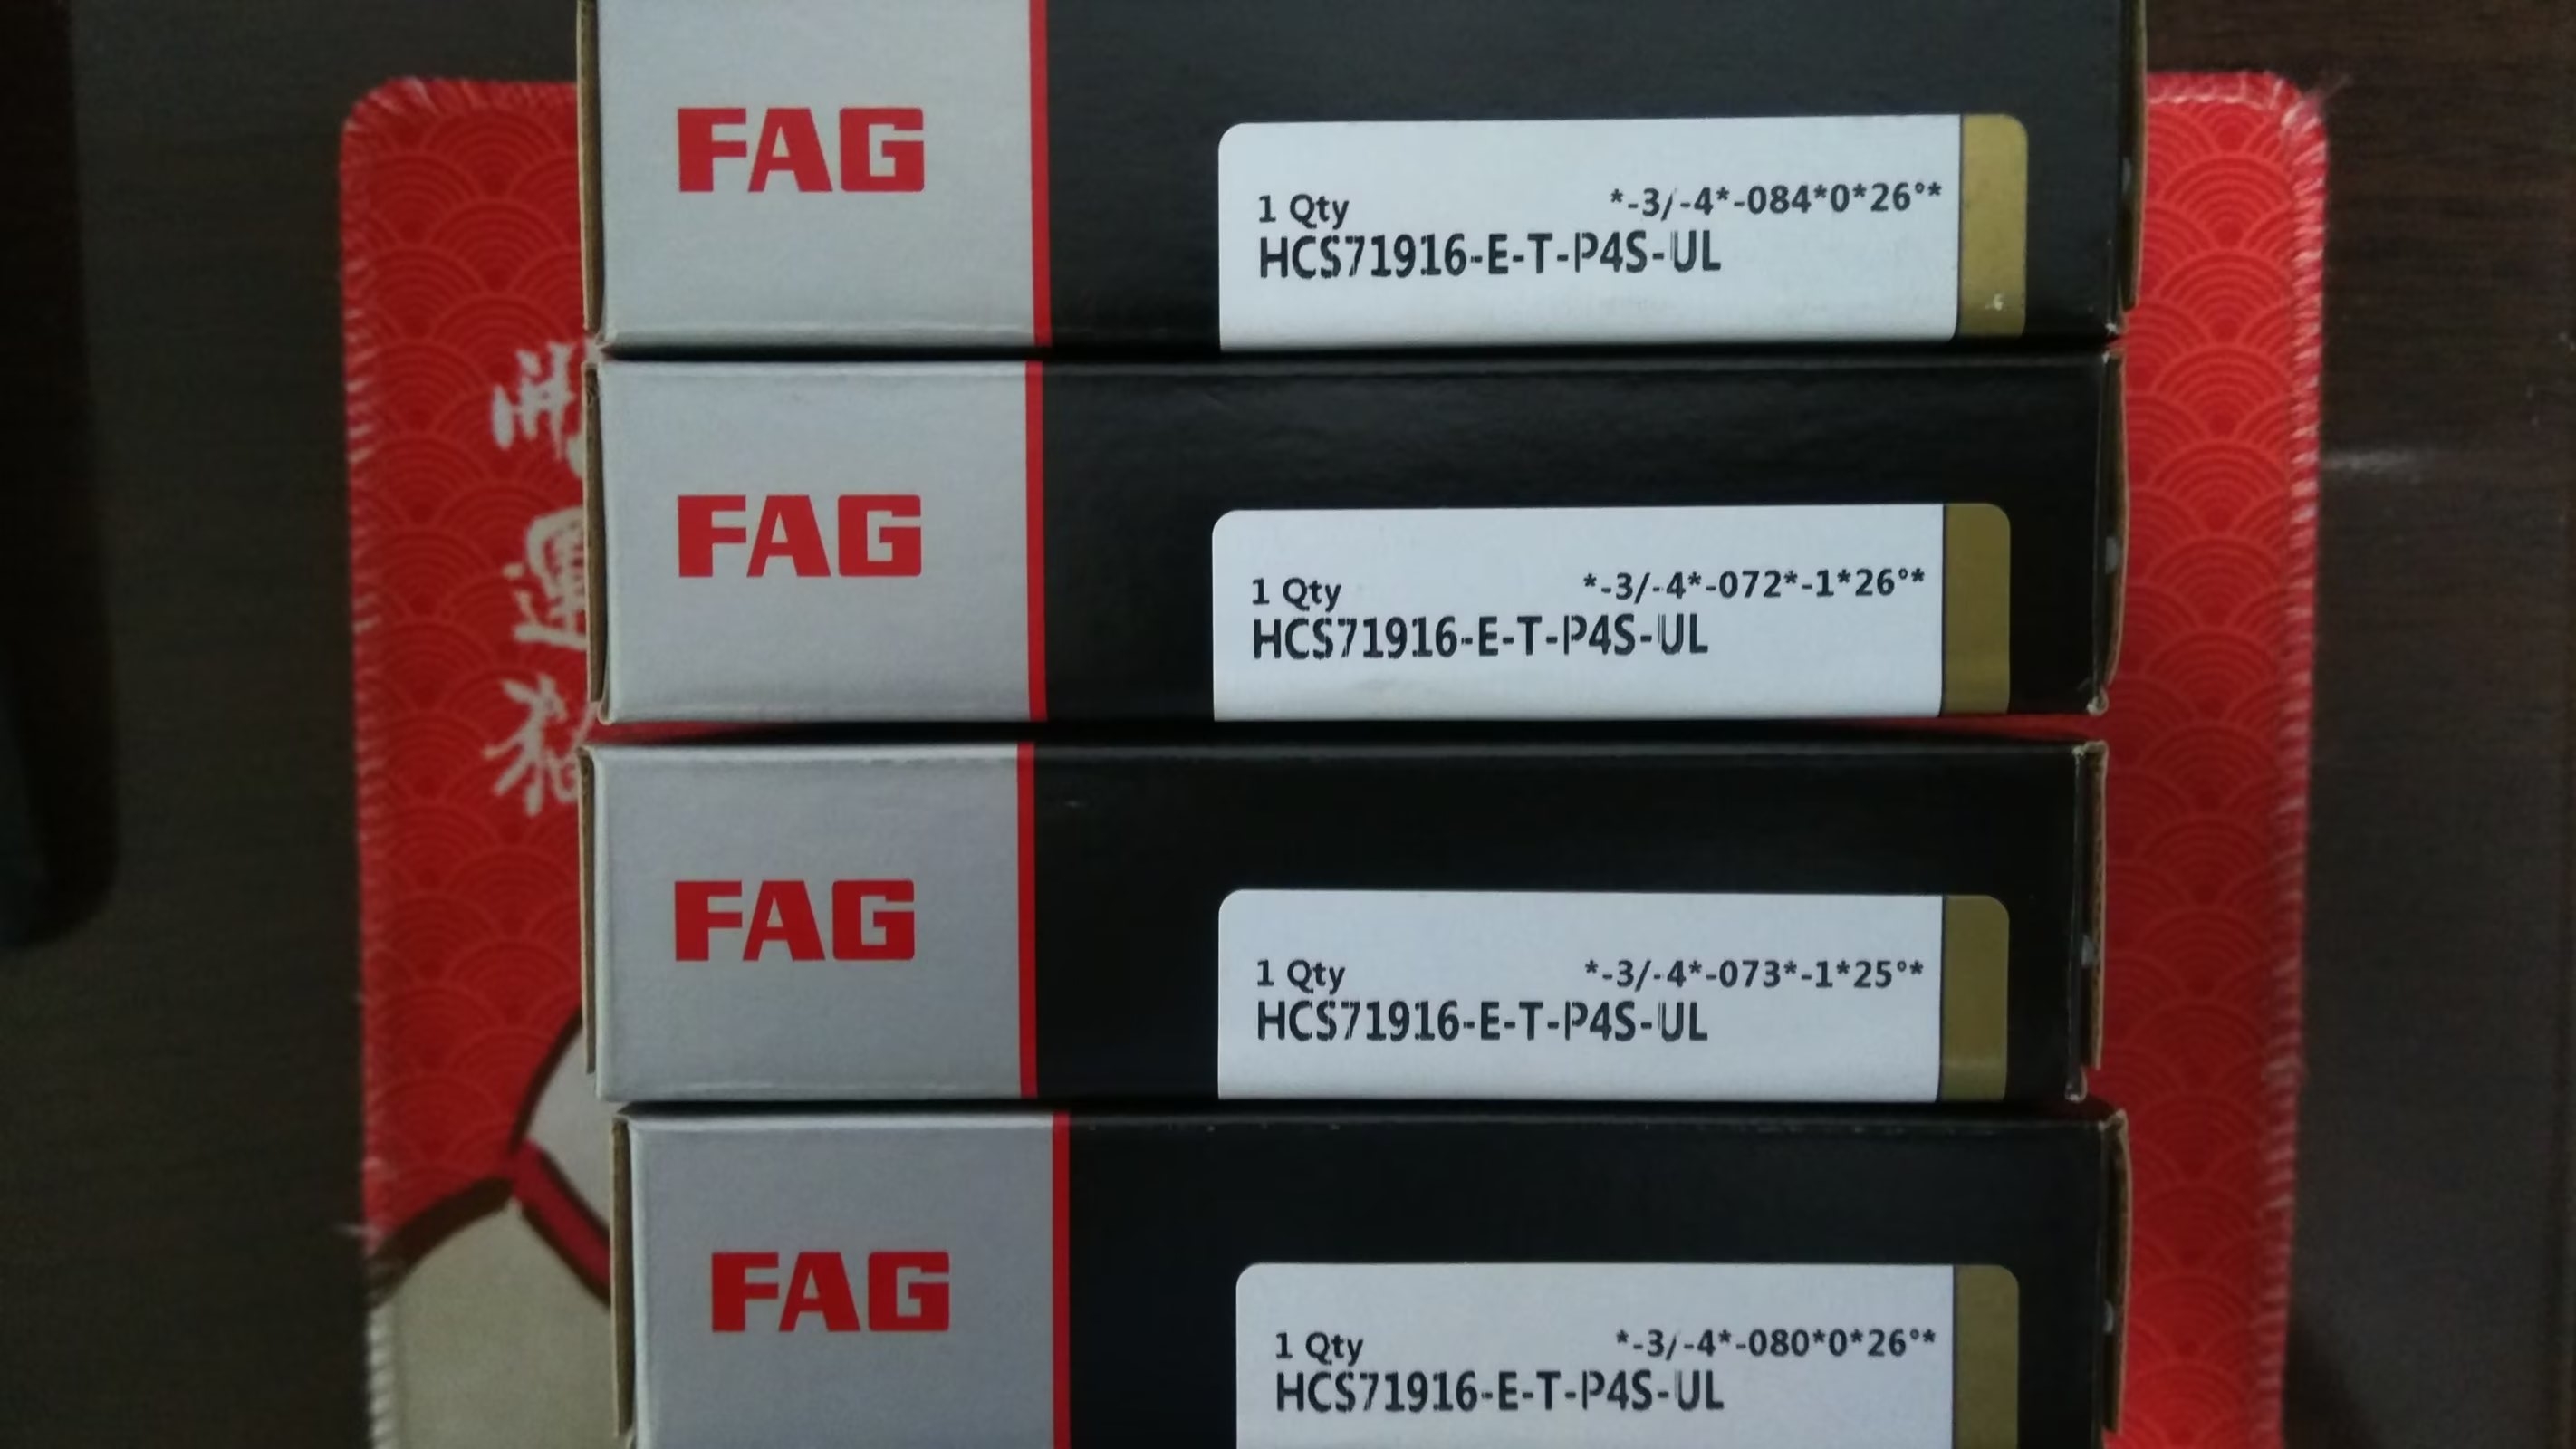 FAG
1 Qty *-3/-4*-084*0*26°*
HCS71916-E-T-P4S-UL
FAG
1 Qty *-3/-4*-072*-1*26°*
HCS71916-E-T-P4S-UL
FAG
1 Qty *-3/-4*-073*-1*25°*
HCS71916-E-T-P4S-UL
FAG
1 Qty *-3/-4*-080*0*26°*
HCS71916-E-T-P4S-UL